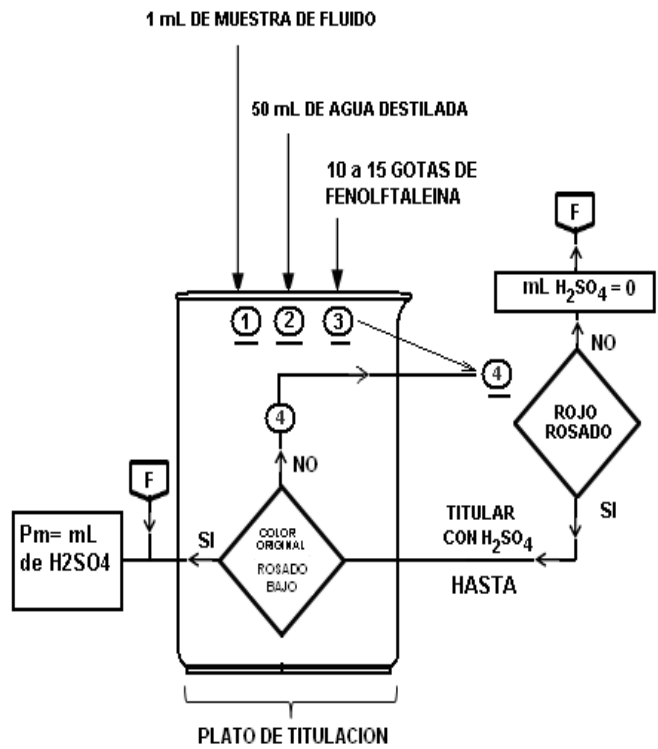 1 mL DE MUESTRA DE FLUIDO
50 mL DE AGUA DESTILADA
10 a 15 GOTAS DE
FENOLFTALEINA
F
mL H2SO4 = 0
1
2
3
4
NO
ROJO
ROSADO
4
NO
F
SI
TITULAR
CON H2SO4
HASTA
Pm= mL
de H2SO4
SI
COLOR
ORIGINAL
ROSADO
BAJO
PLATO DE TITULACION